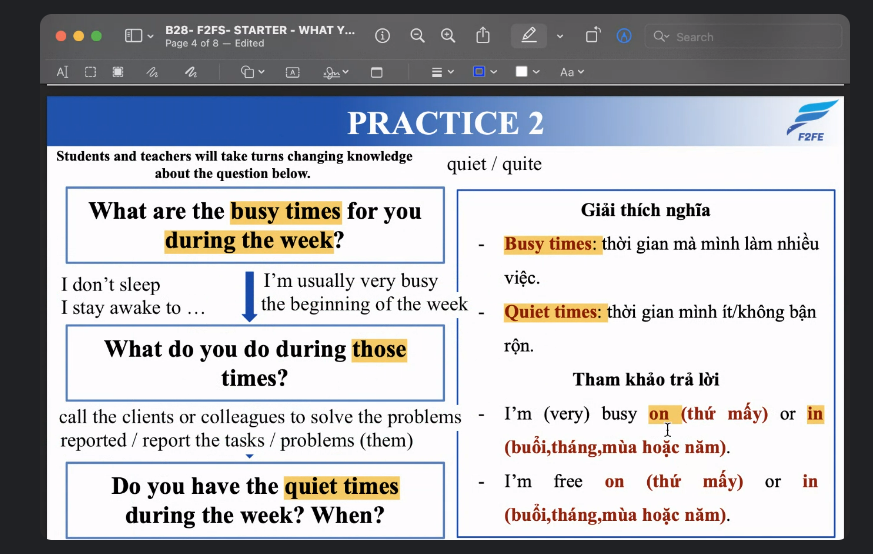 B28- F2FS- STARTER - WHAT Y...
Page 4 of 8 — Edited
Search
Aa
PRACTICE 2
F2FE
Students and teachers will take turns changing knowledge
about the question below.
quiet / quite
What are the busy times for you
during the week?
I don't sleep
I stay awake to …
I'm usually very busy
the beginning of the week
What do you do during those
times?
call the clients or colleagues to solve the problems
reported / report the tasks / problems (them)
Do you have the quiet times
during the week? When?
Giải thích nghĩa
- Busy times: thời gian mà mình làm nhiều
việc.
- Quiet times: thời gian mình ít/không bận
rộn.
Tham khảo trả lời
- I'm (very) busy on (thứ mấy) or in
(buổi,tháng,mùa hoặc năm).
- I'm free on (thứ mấy) or in
(buổi,tháng,mùa hoặc năm).